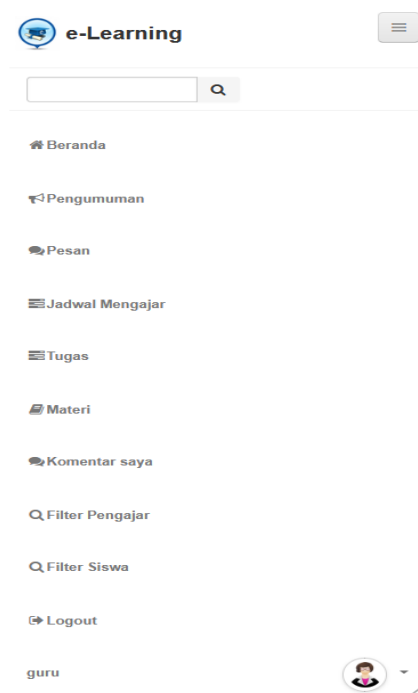 e-Learning
Beranda
Pengumuman
Pesan
Jadwal Mengajar
Tugas
Materi
Komentar saya
Filter Pengajar
Filter Siswa
Logout
guru